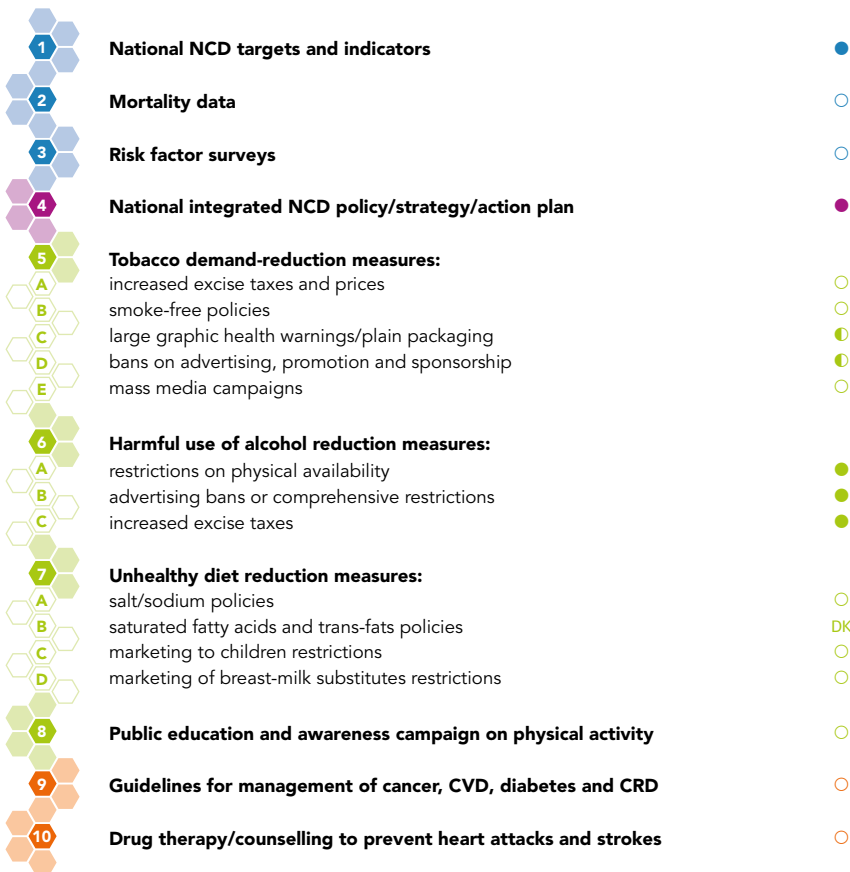 1 National NCD targets and indicators
2 Mortality data
3 Risk factor surveys
4 National integrated NCD policy/strategy/action plan
5 Tobacco demand-reduction measures:
A increased excise taxes and prices
B smoke-free policies
C large graphic health warnings/plain packaging
D bans on advertising, promotion and sponsorship
E mass media campaigns
6 Harmful use of alcohol reduction measures:
A restrictions on physical availability
B advertising bans or comprehensive restrictions
C increased excise taxes
7 Unhealthy diet reduction measures:
A salt/sodium policies
B saturated fatty acids and trans-fats policies DK
C marketing to children restrictions
D marketing of breast-milk substitutes restrictions
8 Public education and awareness campaign on physical activity
9 Guidelines for management of cancer, CVD, diabetes and CRD
10 Drug therapy/counselling to prevent heart attacks and strokes